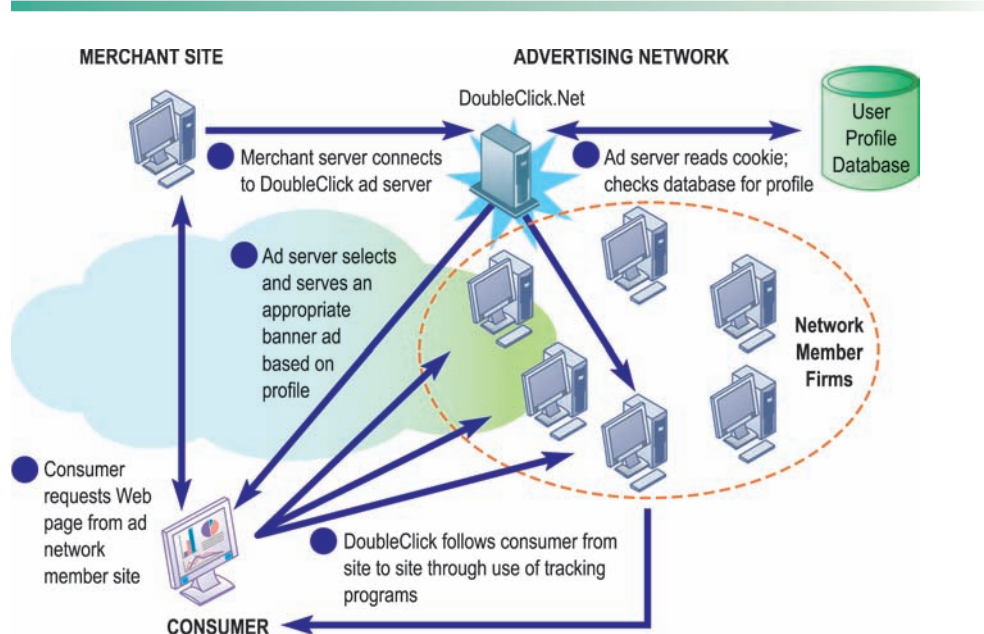 MERCHANT SITE
ADVERTISING NETWORK
DoubleClick.Net
User
Profile
Database
Merchant server connects
to DoubleClick ad server
Ad server reads cookie;
checks database for profile
Ad server selects
and serves an
appropriate
banner ad
based on
profile
Network
Member
Firms
Consumer
requests Web
page from ad
network
member site
DoubleClick follows consumer from
site to site through use of tracking
programs
CONSUMER